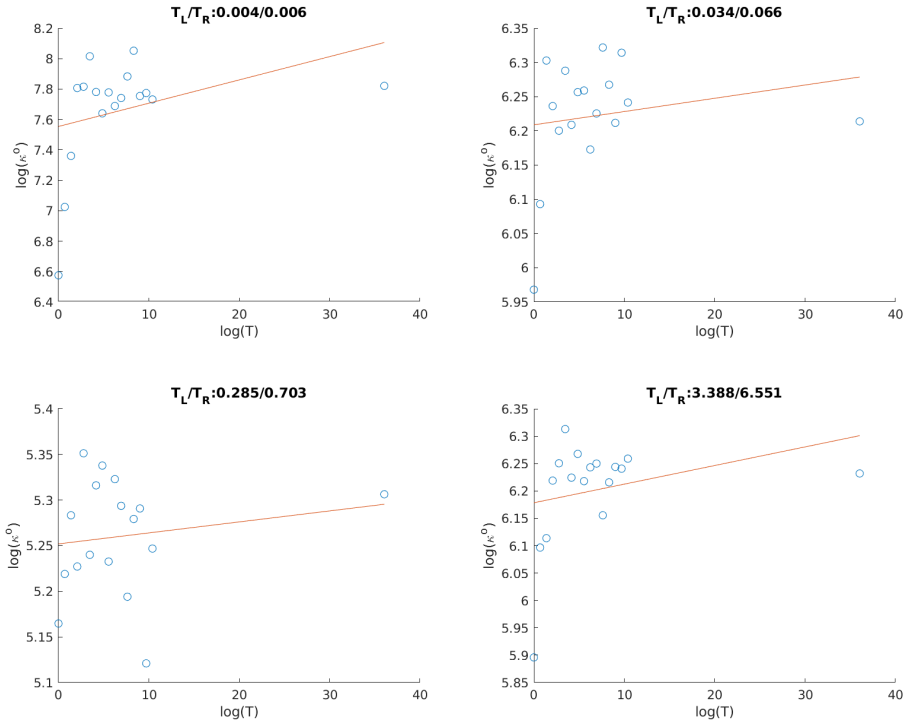 T_L/T_R:0.004/0.006
8.2
8
7.8
7.6
7.4
7.2
7
6.8
6.6
6.4
log(κ^o)
0 10 20 30 40
log(T)
T_L/T_R:0.034/0.066
6.35
6.3
6.25
6.2
6.15
6.1
6.05
6
5.95
log(κ^o)
0 10 20 30 40
log(T)
T_L/T_R:0.285/0.703
5.4
5.35
5.3
5.25
5.2
5.15
5.1
log(κ^o)
0 10 20 30 40
log(T)
T_L/T_R:3.388/6.551
6.35
6.3
6.25
6.2
6.15
6.1
6.05
6
5.95
5.9
5.85
log(κ^o)
0 10 20 30 40
log(T)